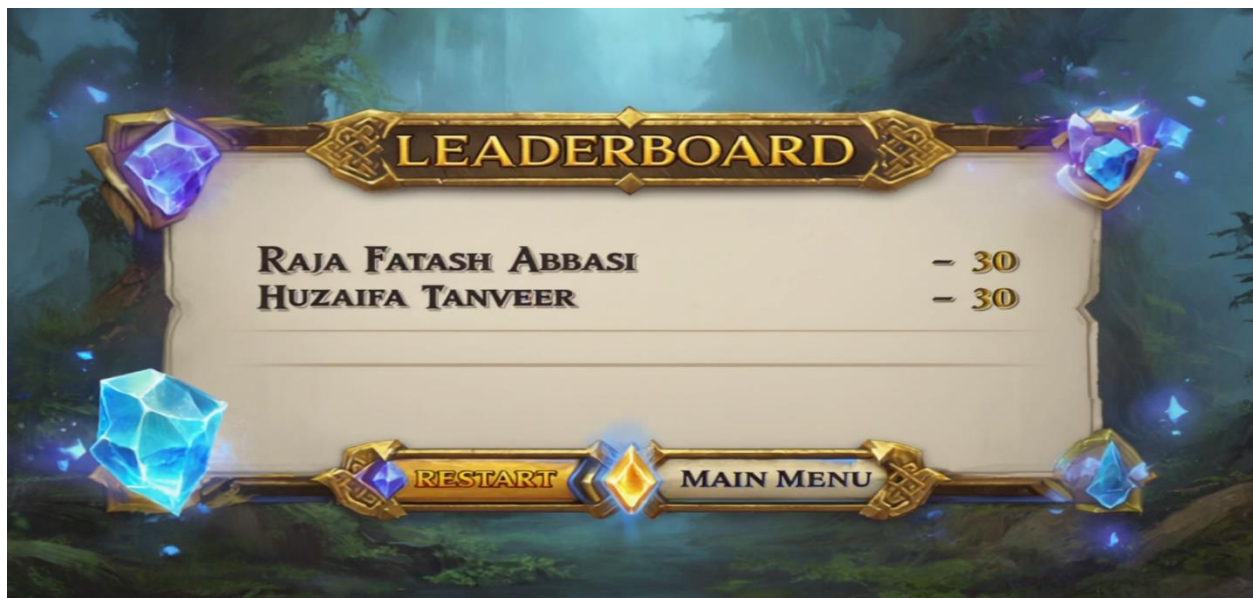 LEADERBOARD
RAJA FATASH ABBASI - 30
HUZAIFA TANVEER - 30
RESTART MAIN MENU